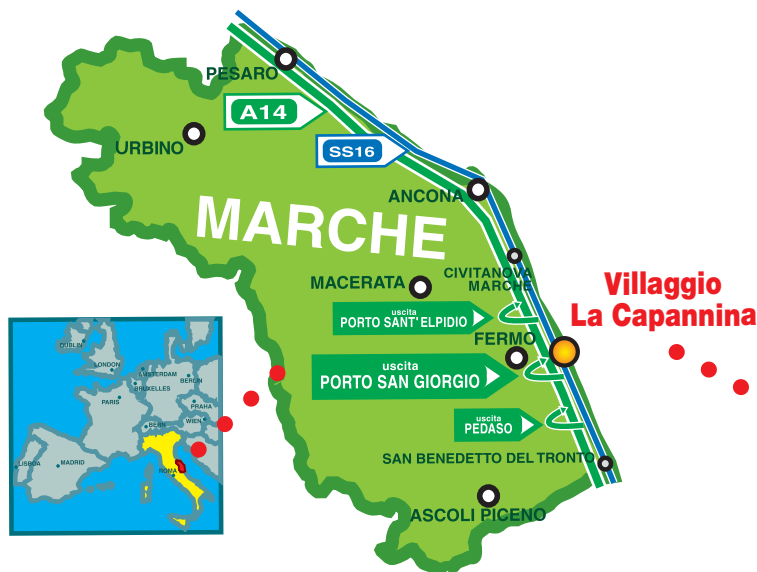 PESARO
A14
URBINO
SS16
ANCONA
MARCHE
CIVITANOVA
MARCHE
MACERATA
Villaggio
La Capannina
uscita
PORTO SANT'ELPIDIO
FERMO
uscita
PORTO SAN GIORGIO
uscita
PEDASO
SAN BENEDETTO DEL TRONTO
ASCOLI PICENO
DUBLIN
LONDON
AMSTERDAM
BERLIN
BRUXELLES
PARIS
PRAHA
WIEN
BERN
LISBOA
MADRID
ROMA